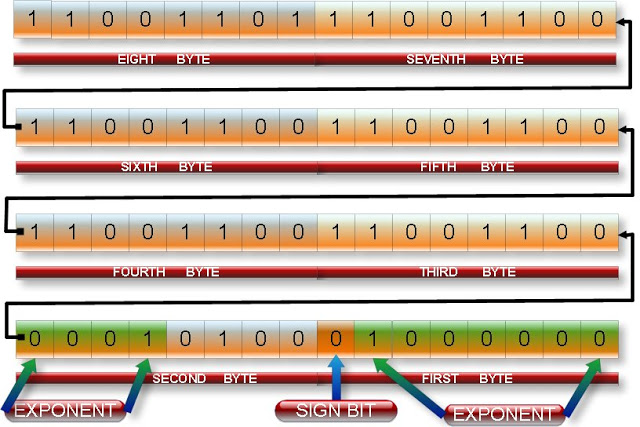 1 1 0 0 1 1 0 1 1 1 0 0 1 1 0 0
EIGHT BYTE SEVENTH BYTE
1 1 0 0 1 1 0 0 1 1 0 0 1 1 0 0
SIXTH BYTE FIFTH BYTE
1 1 0 0 1 1 0 0 1 1 0 0 1 1 0 0
FOURTH BYTE THIRD BYTE
0 0 0 1 0 1 0 0 0 1 0 0 0 0 0 0
SECOND BYTE FIRST BYTE
EXPONENT SIGN BIT EXPONENT